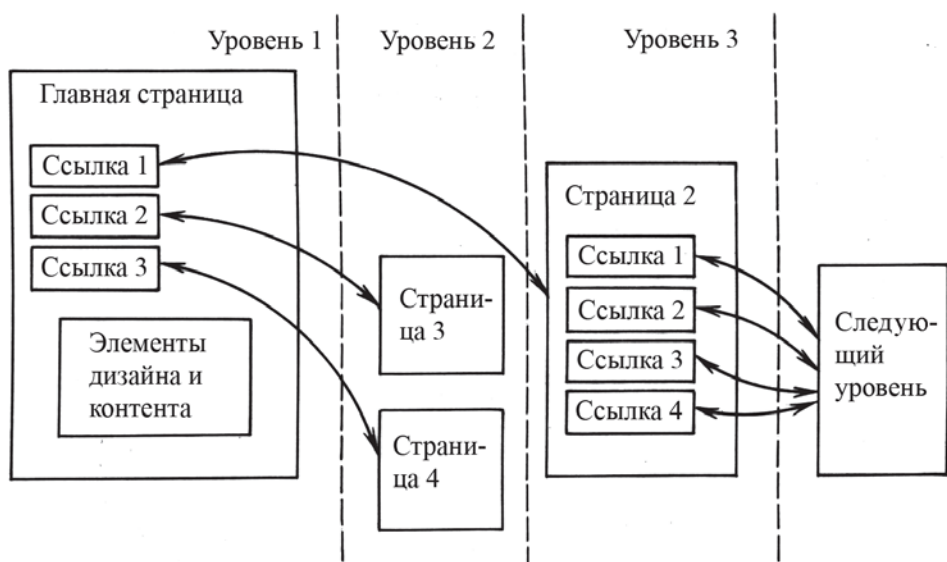 Уровень 1
Уровень 2
Уровень 3
Главная страница
Ссылка 1
Ссылка 2
Ссылка 3
Элементы
дизайна и
контента
Страни-
ца 3
Страни-
ца 4
Страница 2
Ссылка 1
Ссылка 2
Ссылка 3
Ссылка 4
Следую-
щий
уровень